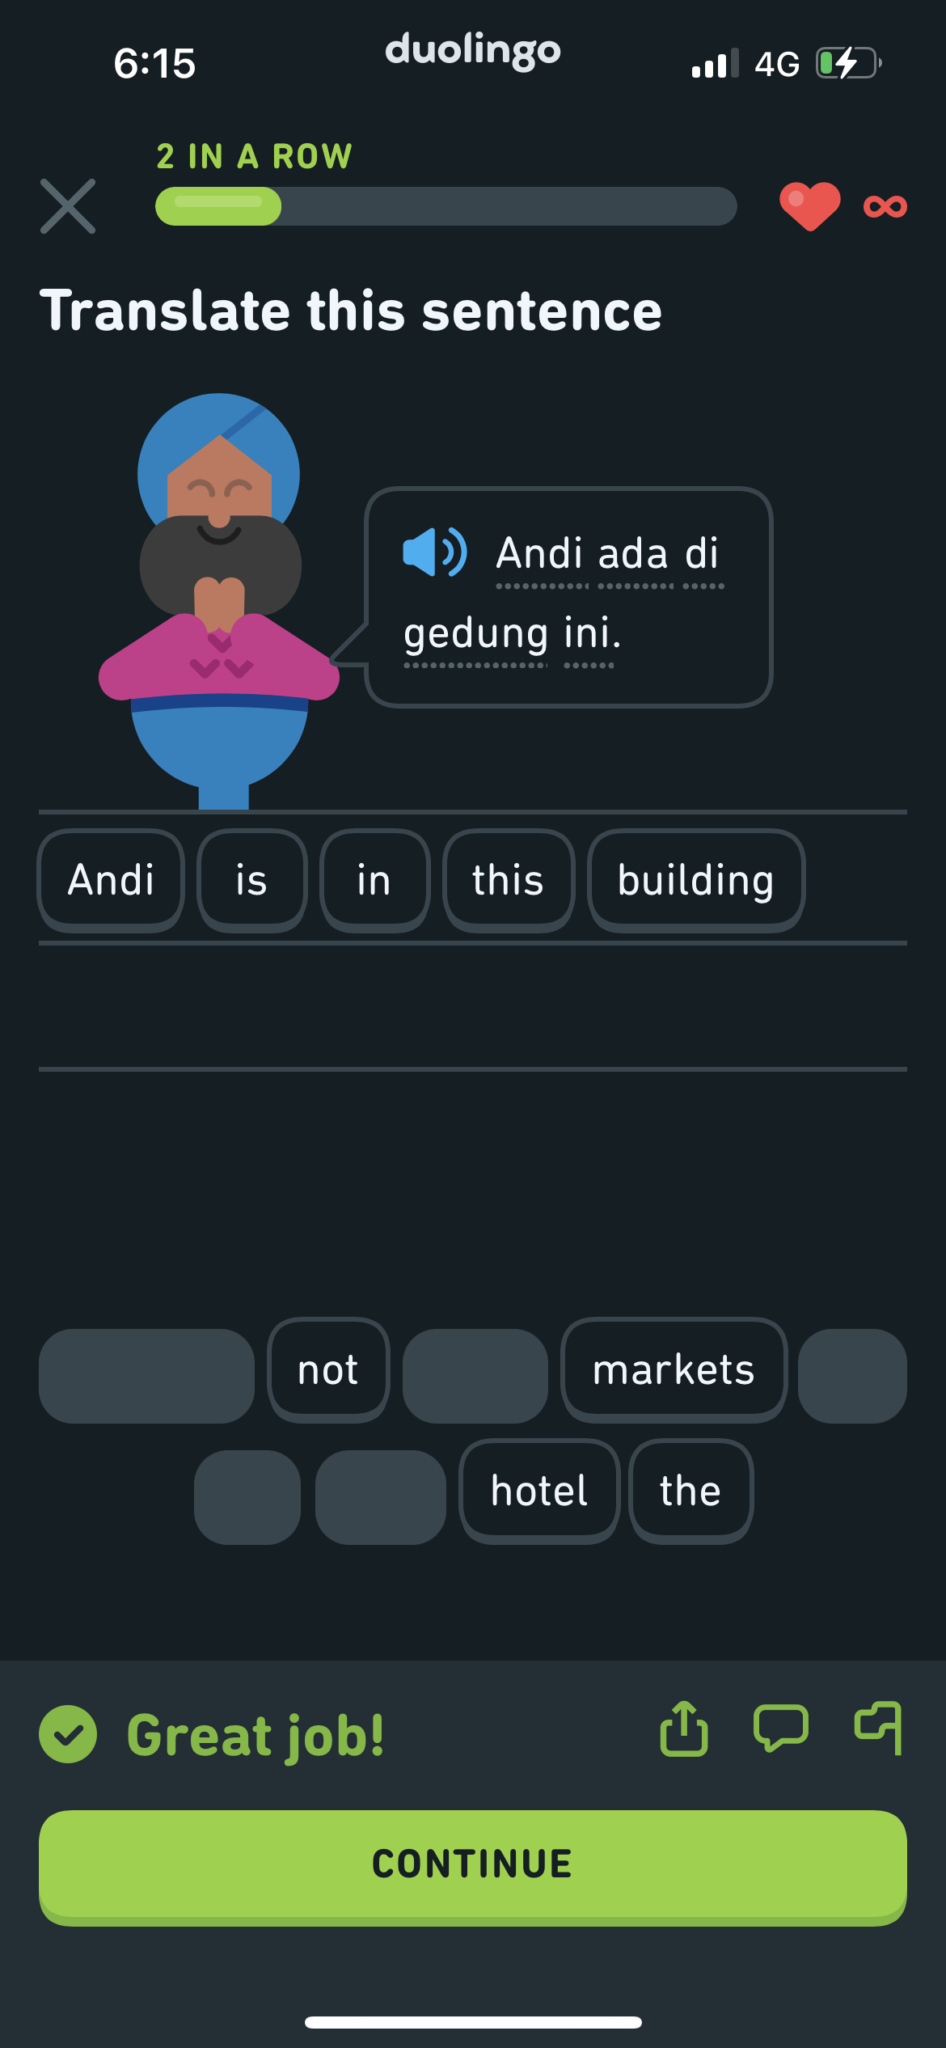 6:15 duolingo 4G
2 IN A ROW
Translate this sentence
Andi ada di
gedung ini.
Andi is in this building
not markets
hotel the
Great job!
CONTINUE